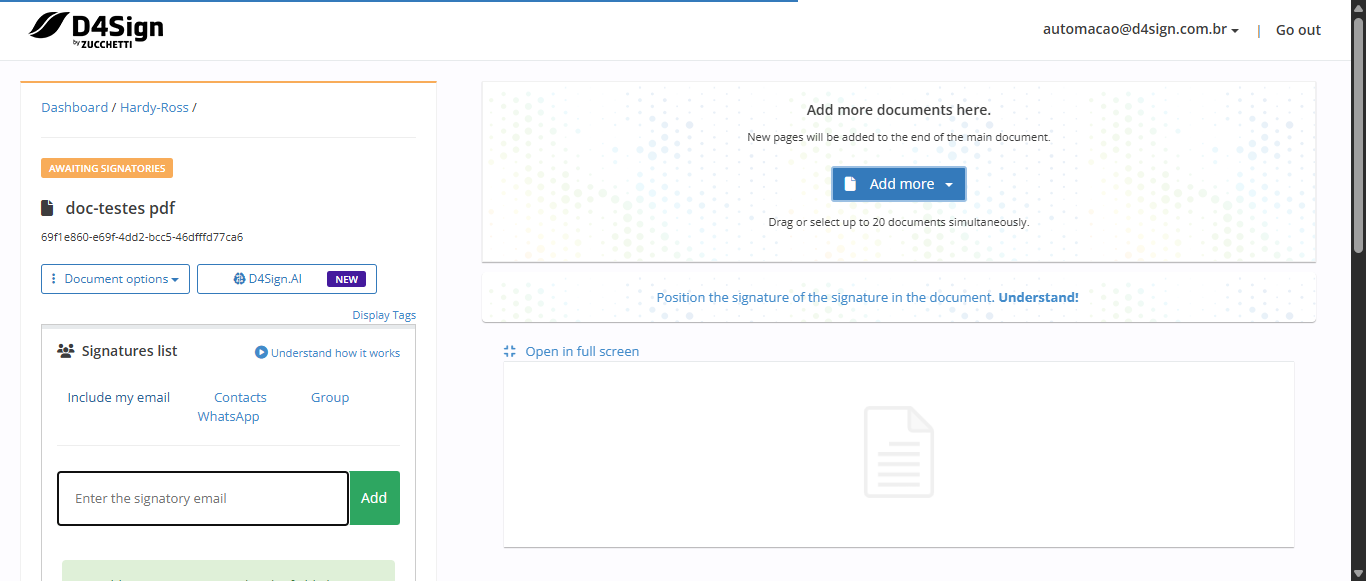 D4Sign
by ZUCCHETTI
automacao@d4sign.com.br
|
Go out
Dashboard / Hardy-Ross /
AWAITING SIGNATORIES
doc-testes pdf
69f1e860-e69f-4dd2-bcc5-46dfffd77ca6
Document options
D4Sign.AI NEW
Display Tags
Signatures list
Understand how it works
Include my email
Contacts
Group
WhatsApp
Enter the signatory email
Add
Add more documents here.
New pages will be added to the end of the main document.
Add more
Drag or select up to 20 documents simultaneously.
Position the signature of the signature in the document. Understand!
Open in full screen